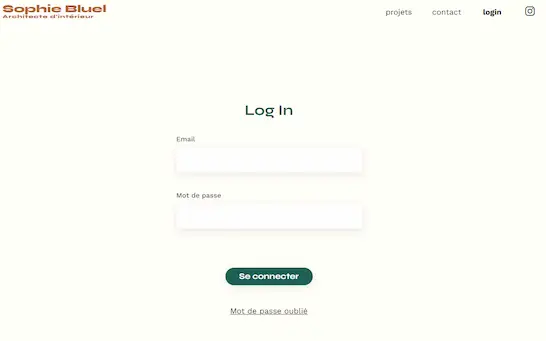 Sophie Bluel
Architecte d'intérieur
projets contact login
Log In
Email
Mot de passe
Se connecter
Mot de passe oublié